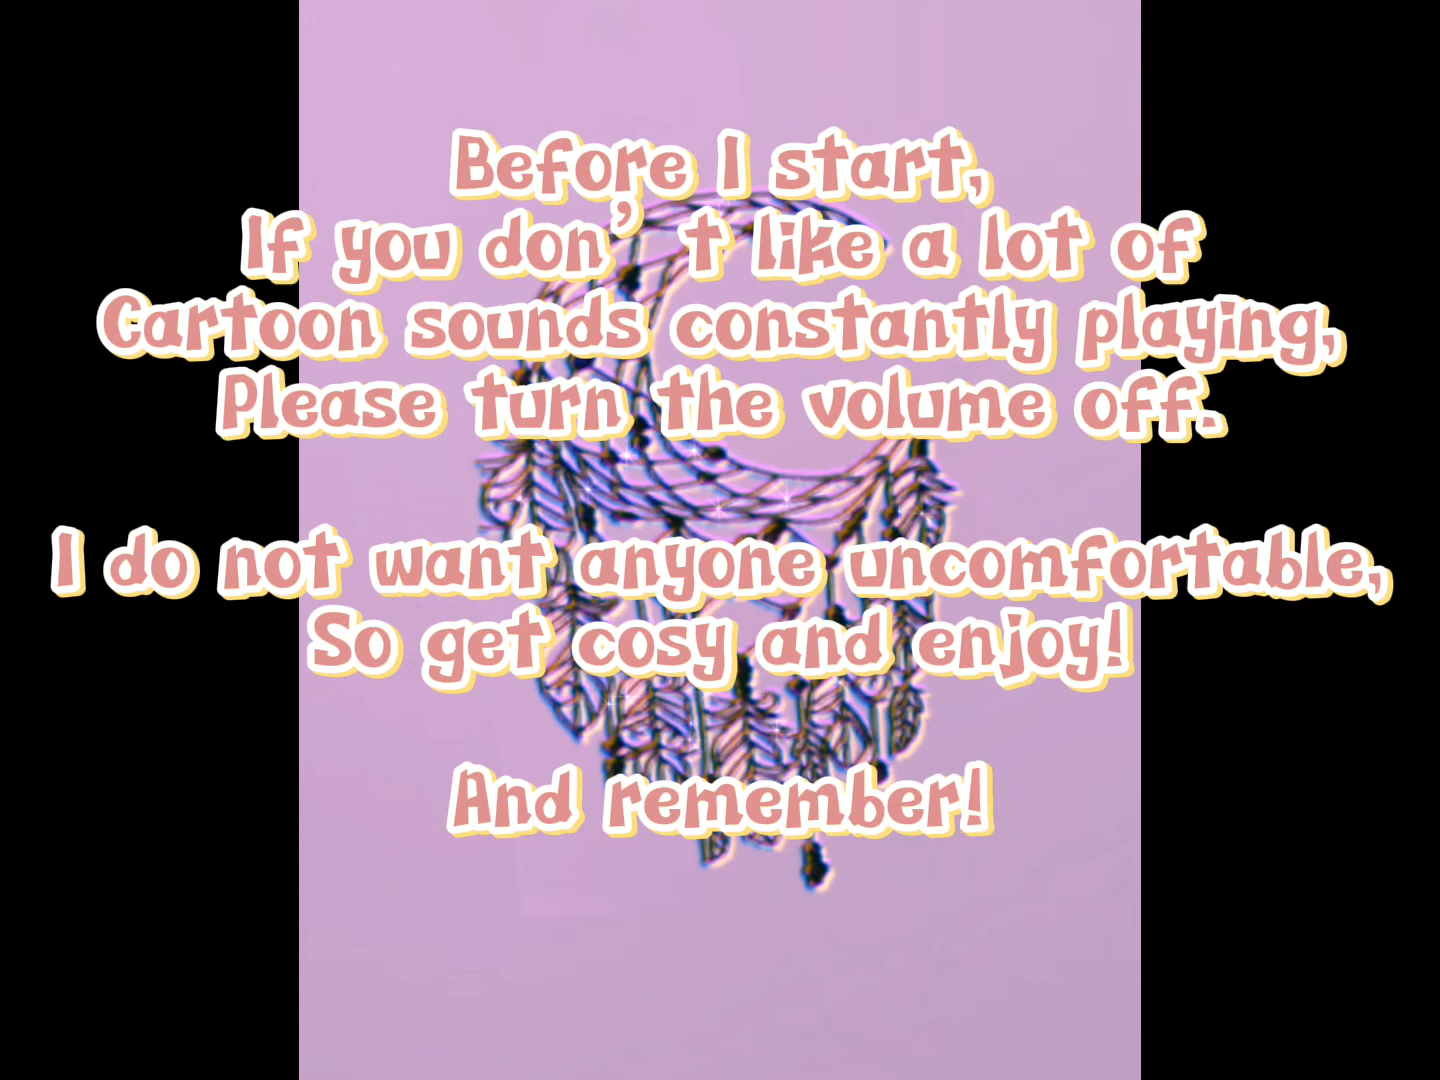 Before I start,
If you don’t like a lot of
Cartoon sounds constantly playing,
Please turn the volume off.
I do not want anyone uncomfortable,
So get cosy and enjoy!
And remember!